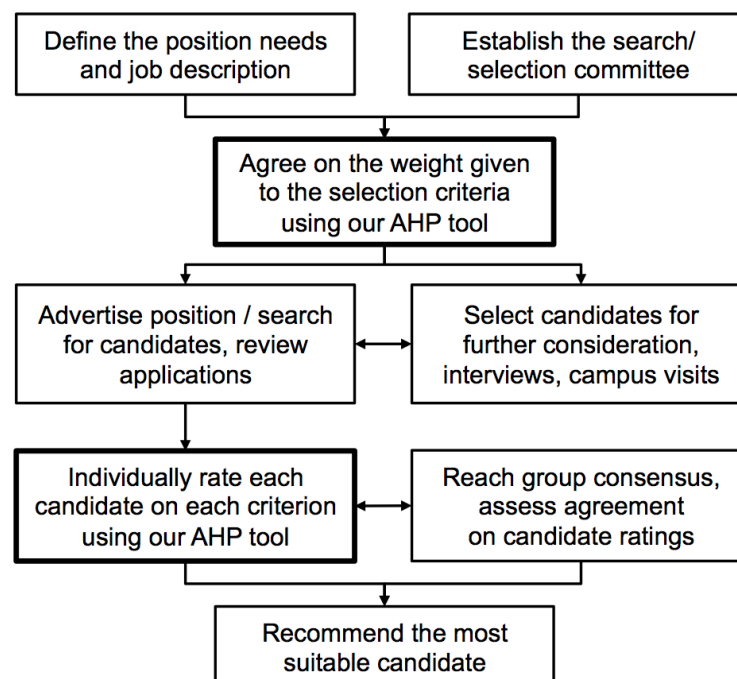 Define the position needs
and job description
Establish the search/
selection committee
Agree on the weight given
to the selection criteria
using our AHP tool
Advertise position / search
for candidates, review
applications
Select candidates for
further consideration,
interviews, campus visits
Individually rate each
candidate on each criterion
using our AHP tool
Reach group consensus,
assess agreement
on candidate ratings
Recommend the most
suitable candidate